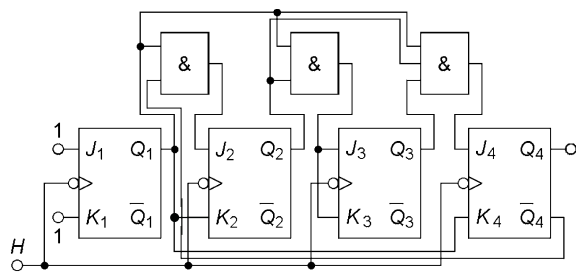 & & &
1 J1 Q1 J2 Q2 J3 Q3 J4 Q4
1 K1 Q̅1 K2 Q̅2 K3 Q̅3 K4 Q̅4
H